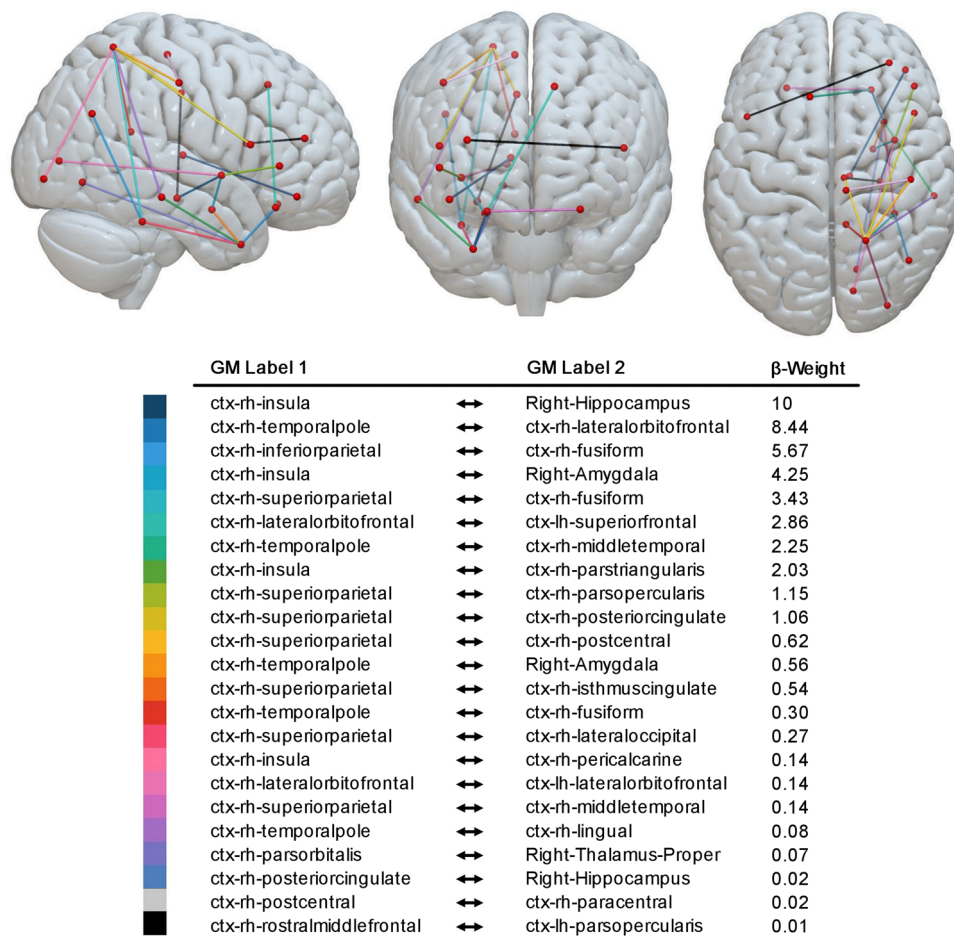 GM Label 1 GM Label 2 β-Weight
ctx-rh-insula ↔ Right-Hippocampus 10
ctx-rh-temporalpole ↔ ctx-rh-lateralorbitofrontal 8.44
ctx-rh-inferiorparietal ↔ ctx-rh-fusiform 5.67
ctx-rh-insula ↔ Right-Amygdala 4.25
ctx-rh-superiorparietal ↔ ctx-rh-fusiform 3.43
ctx-rh-lateralorbitofrontal ↔ ctx-lh-superiorfrontal 2.86
ctx-rh-temporalpole ↔ ctx-rh-middletemporal 2.25
ctx-rh-insula ↔ ctx-rh-parstriangularis 2.03
ctx-rh-superiorparietal ↔ ctx-rh-parsopercularis 1.15
ctx-rh-superiorparietal ↔ ctx-rh-posteriorcingulate 1.06
ctx-rh-superiorparietal ↔ ctx-rh-postcentral 0.62
ctx-rh-temporalpole ↔ Right-Amygdala 0.56
ctx-rh-superiorparietal ↔ ctx-rh-isthmuscingulate 0.54
ctx-rh-temporalpole ↔ ctx-rh-fusiform 0.30
ctx-rh-superiorparietal ↔ ctx-rh-lateraloccipital 0.27
ctx-rh-insula ↔ ctx-rh-pericalcarine 0.14
ctx-rh-lateralorbitofrontal ↔ ctx-lh-lateralorbitofrontal 0.14
ctx-rh-superiorparietal ↔ ctx-rh-middletemporal 0.14
ctx-rh-temporalpole ↔ ctx-rh-lingual 0.08
ctx-rh-parsorbitalis ↔ Right-Thalamus-Proper 0.07
ctx-rh-posteriorcingulate ↔ Right-Hippocampus 0.02
ctx-rh-postcentral ↔ ctx-rh-paracentral 0.02
ctx-rh-rostralmiddlefrontal ↔ ctx-lh-parsopercularis 0.01